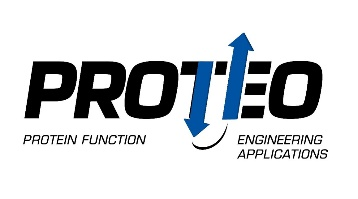 PROTEO
PROTEIN FUNCTION
ENGINEERING
APPLICATIONS